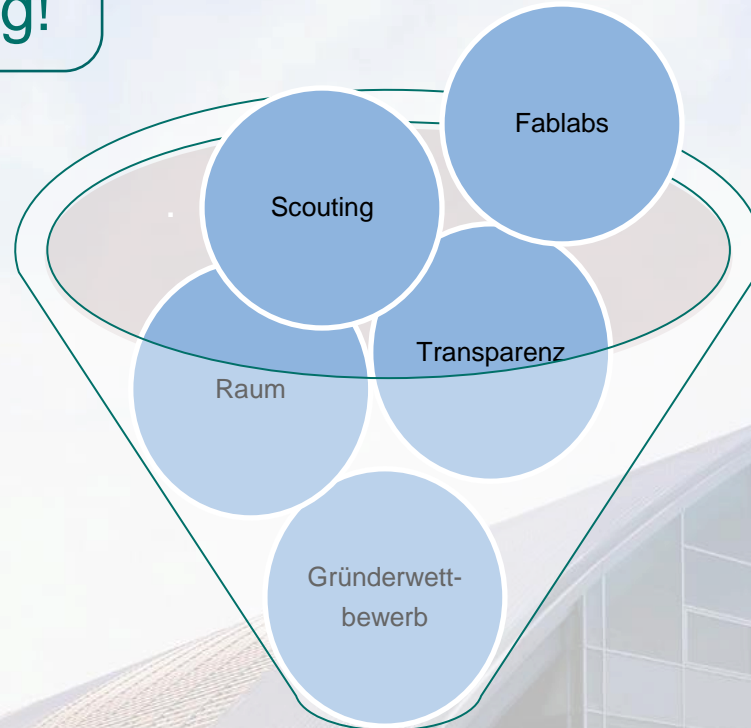 g!
Fablabs
Scouting
Transparenz
Raum
Gründerwett-
bewerb